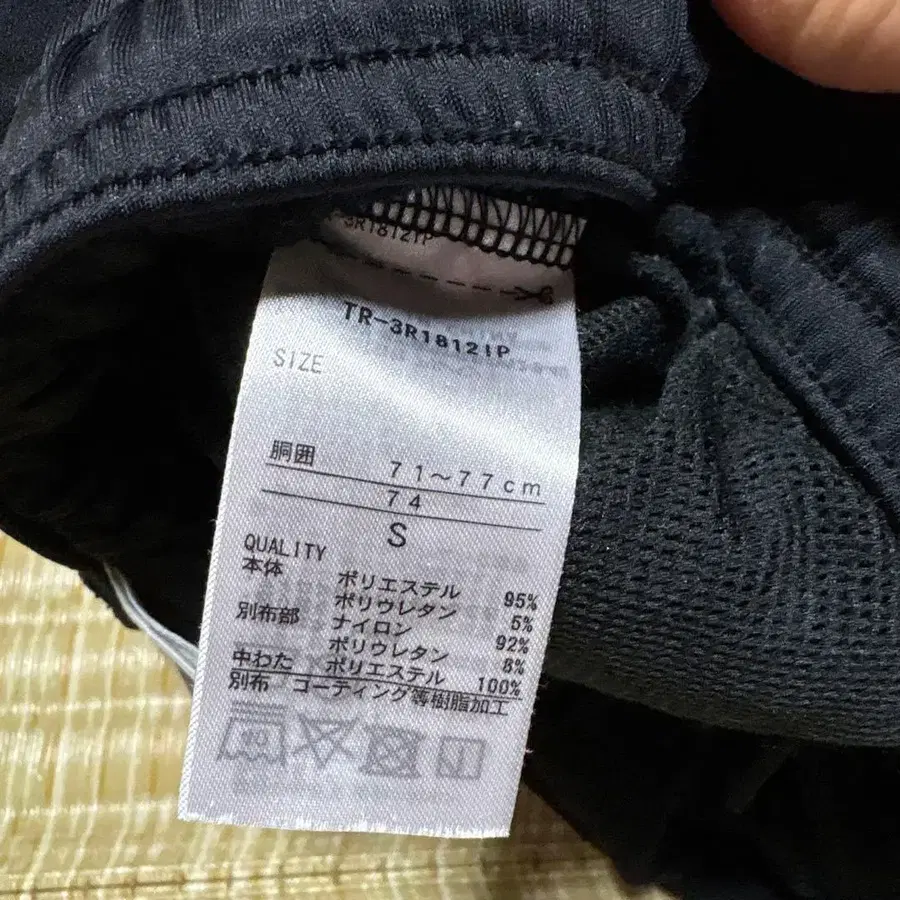 3R18121P
TR-3R18121P
SIZE
胴囲 71～77cm
74
S
QUALITY
本体 ポリエステル 95%
ポリウレタン 5%
別布部 ナイロン 92%
ポリウレタン 8%
中わた ポリエステル 100%
別布 コーティング等樹脂加工